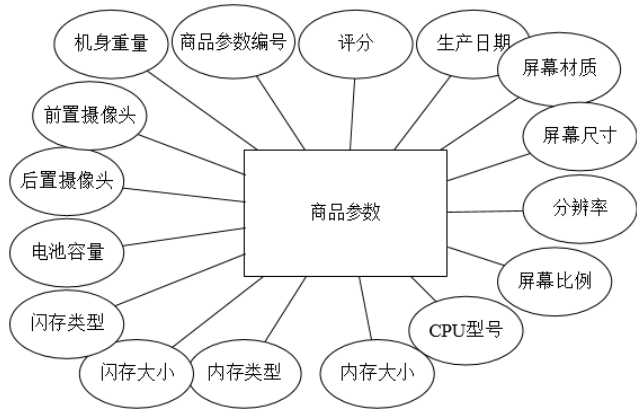 机身重量
商品参数编号
评分
生产日期
屏幕材质
前置摄像头
屏幕尺寸
后置摄像头
商品参数
分辨率
电池容量
屏幕比例
闪存类型
CPU型号
闪存大小
内存类型
内存大小